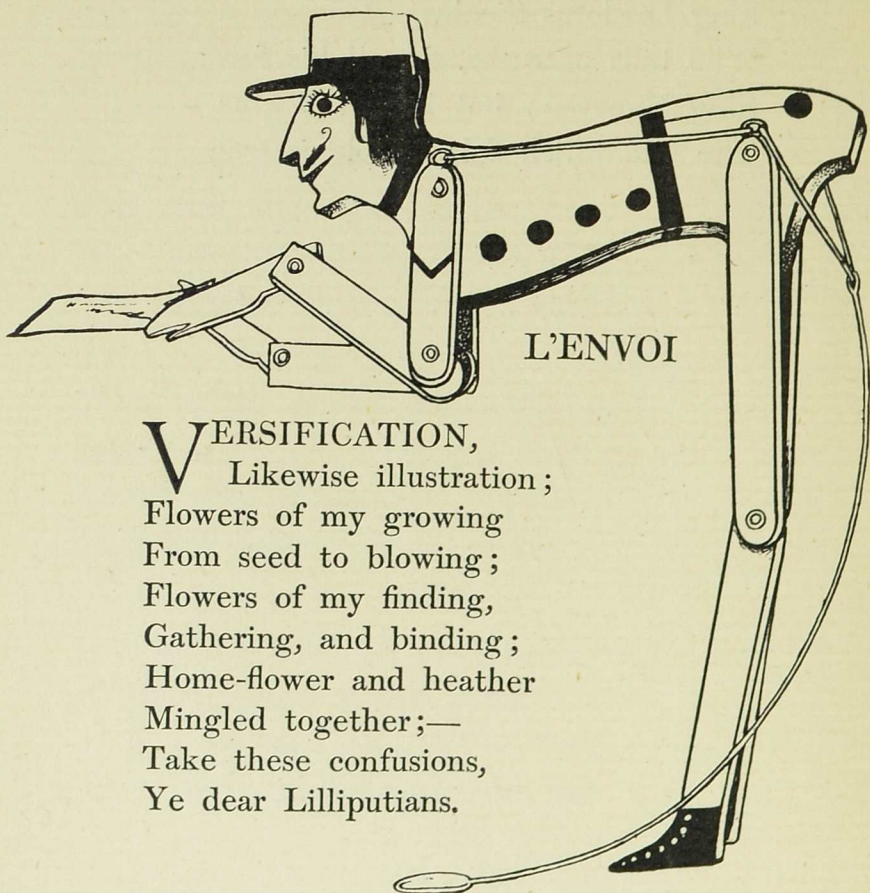 L'ENVOI
VERSIFICATION,
Likewise illustration;
Flowers of my growing
From seed to blowing;
Flowers of my finding,
Gathering, and binding;
Home-flower and heather
Mingled together;—
Take these confusions,
Ye dear Lilliputians.